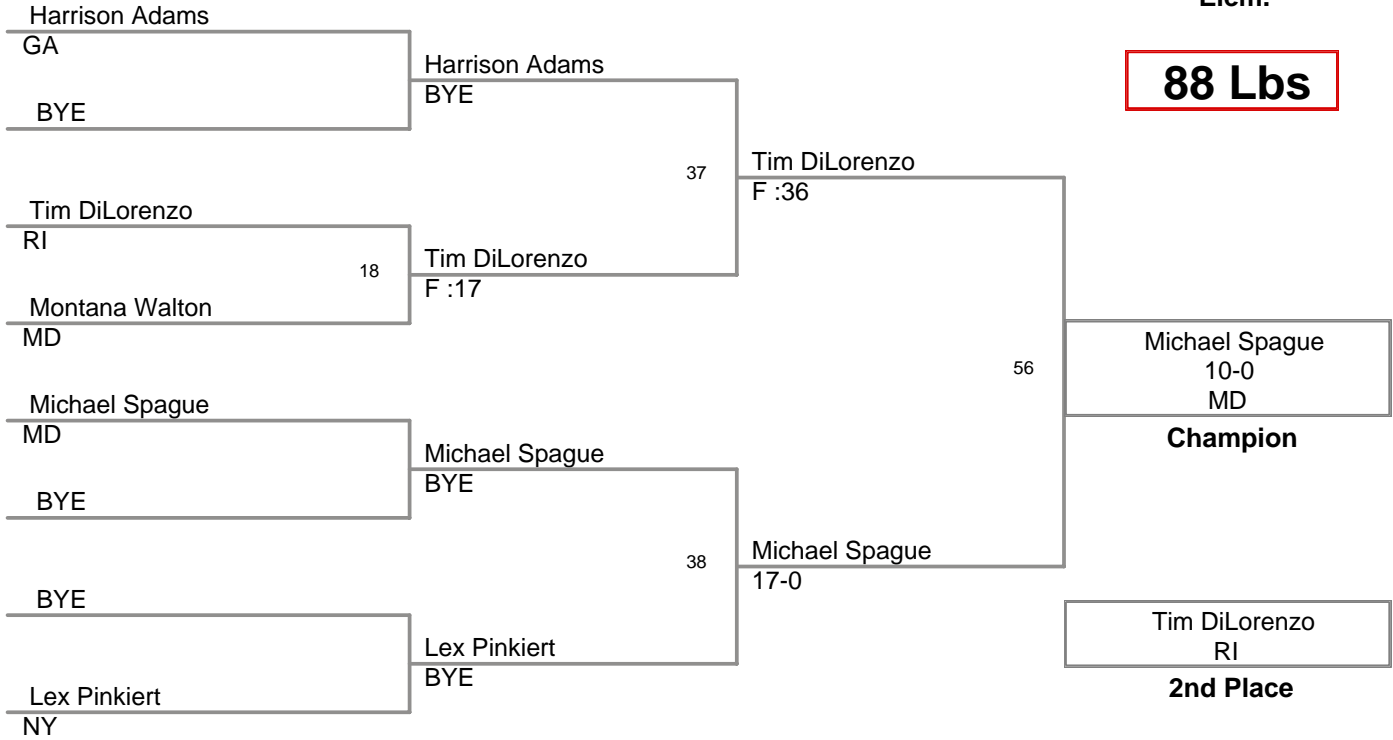 Elem.
88 Lbs
Harrison Adams
GA
BYE
Tim DiLorenzo
RI
18
Montana Walton
MD
Michael Spague
MD
BYE
BYE
Lex Pinkiert
NY
Harrison Adams
BYE
37
Tim DiLorenzo
F :17
Michael Spague
BYE
38
Lex Pinkiert
BYE
Tim DiLorenzo
F :36
56
Michael Spague
17-0
Michael Spague
10-0
MD
Champion
Tim DiLorenzo
RI
2nd Place